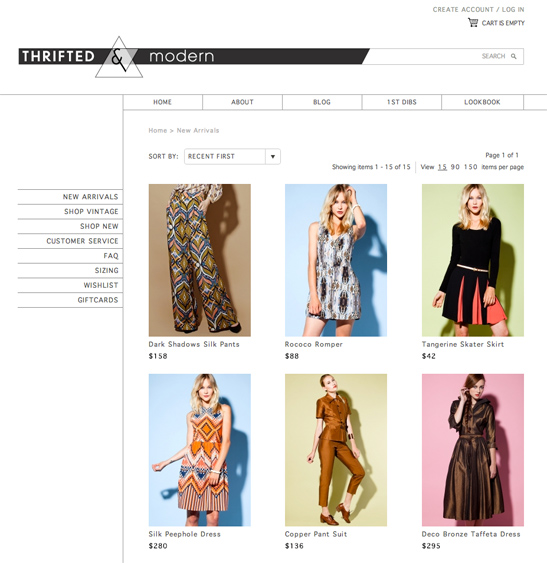 CREATE ACCOUNT / LOG IN
CART IS EMPTY
THRIFTED & modern
SEARCH
HOME ABOUT BLOG 1ST DIBS LOOKBOOK
Home > New Arrivals
SORT BY: RECENT FIRST
Page 1 of 1
Showing items 1 - 15 of 15 View 15 90 150 items per page
NEW ARRIVALS
SHOP VINTAGE
SHOP NEW
CUSTOMER SERVICE
FAQ
SIZING
WISHLIST
GIFTCARDS
Dark Shadows Silk Pants
$158
Rococo Romper
$88
Tangerine Skater Skirt
$42
Silk Peephole Dress
$280
Copper Pant Suit
$136
Deco Bronze Taffeta Dress
$295